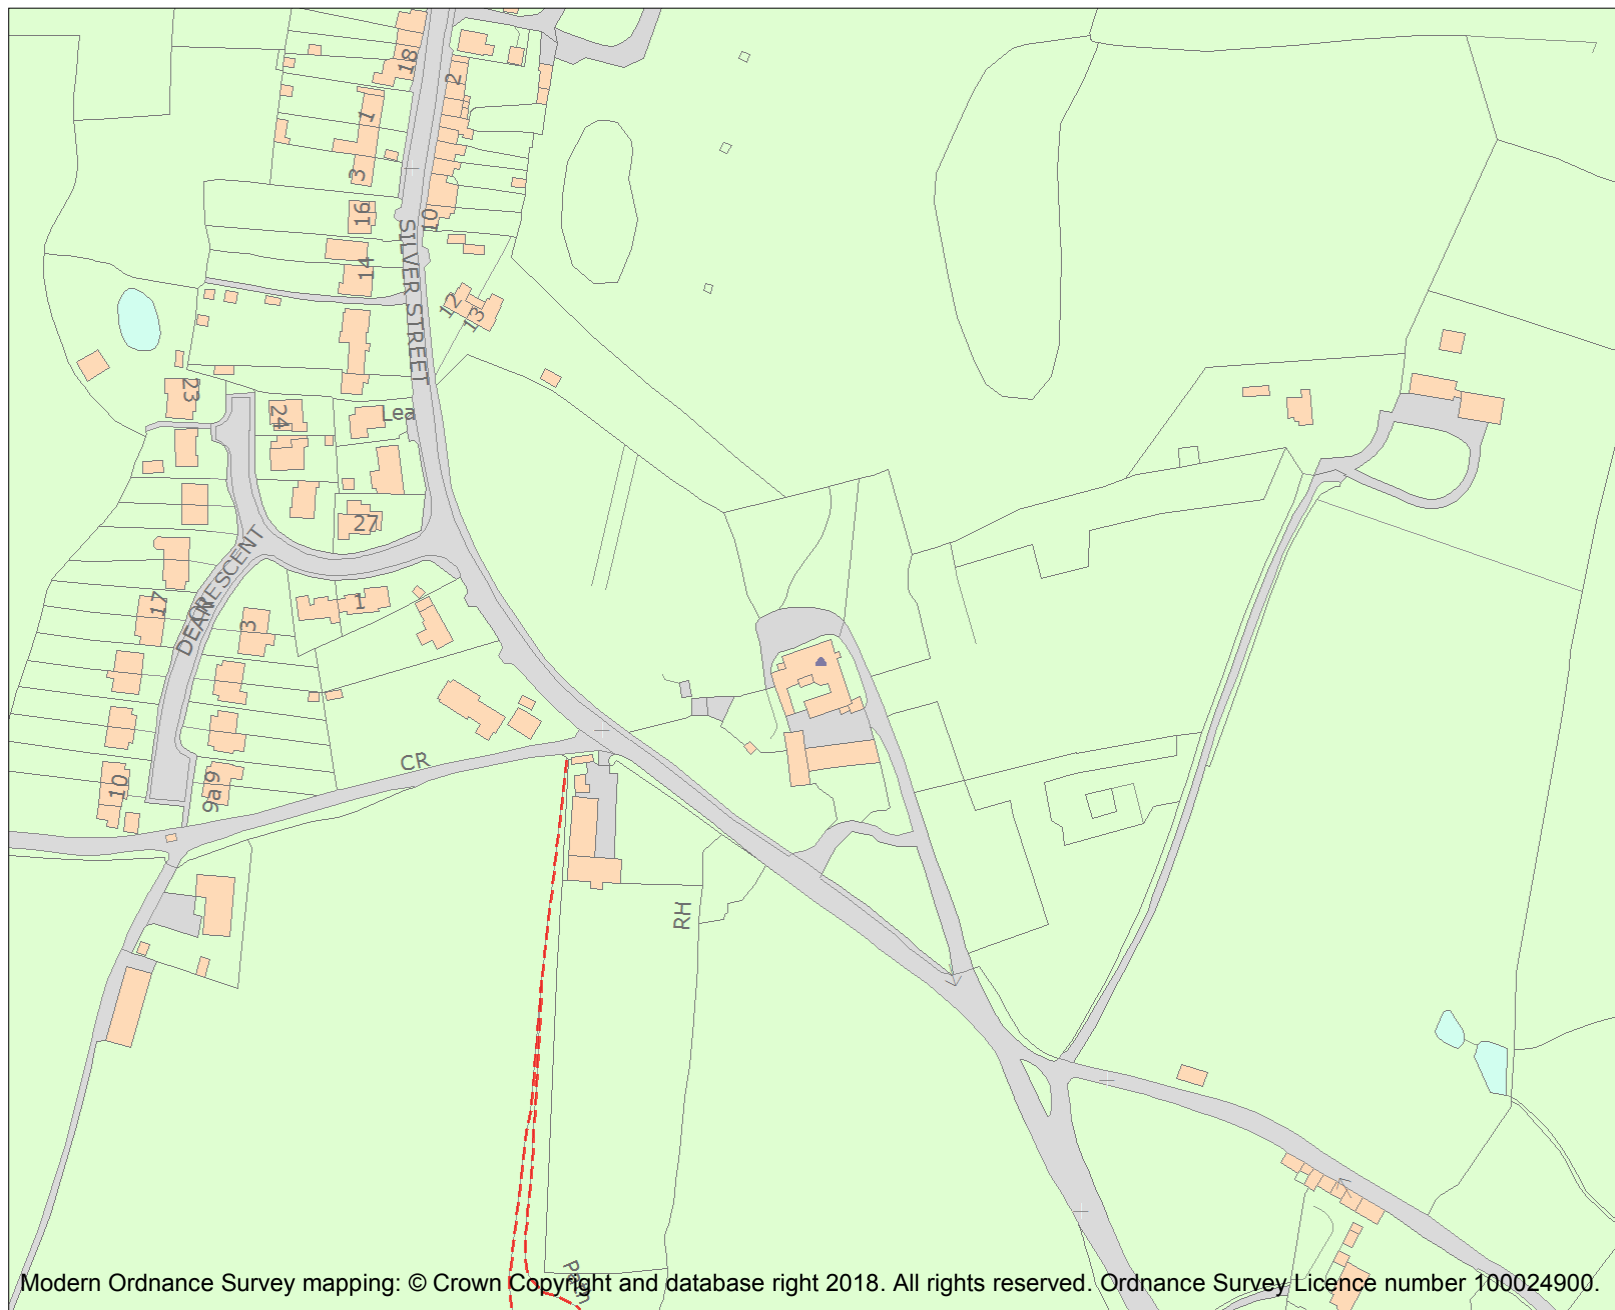 18
2
1
3
16
10
14
SILVER STREET
12
13
23
24
Lea
27
DEAN CRESCENT
17
1
3
10
9a
9
CR
RH
Path
Modern Ordnance Survey mapping: © Crown Copyright and database right 2018. All rights reserved. Ordnance Survey Licence number 100024900.